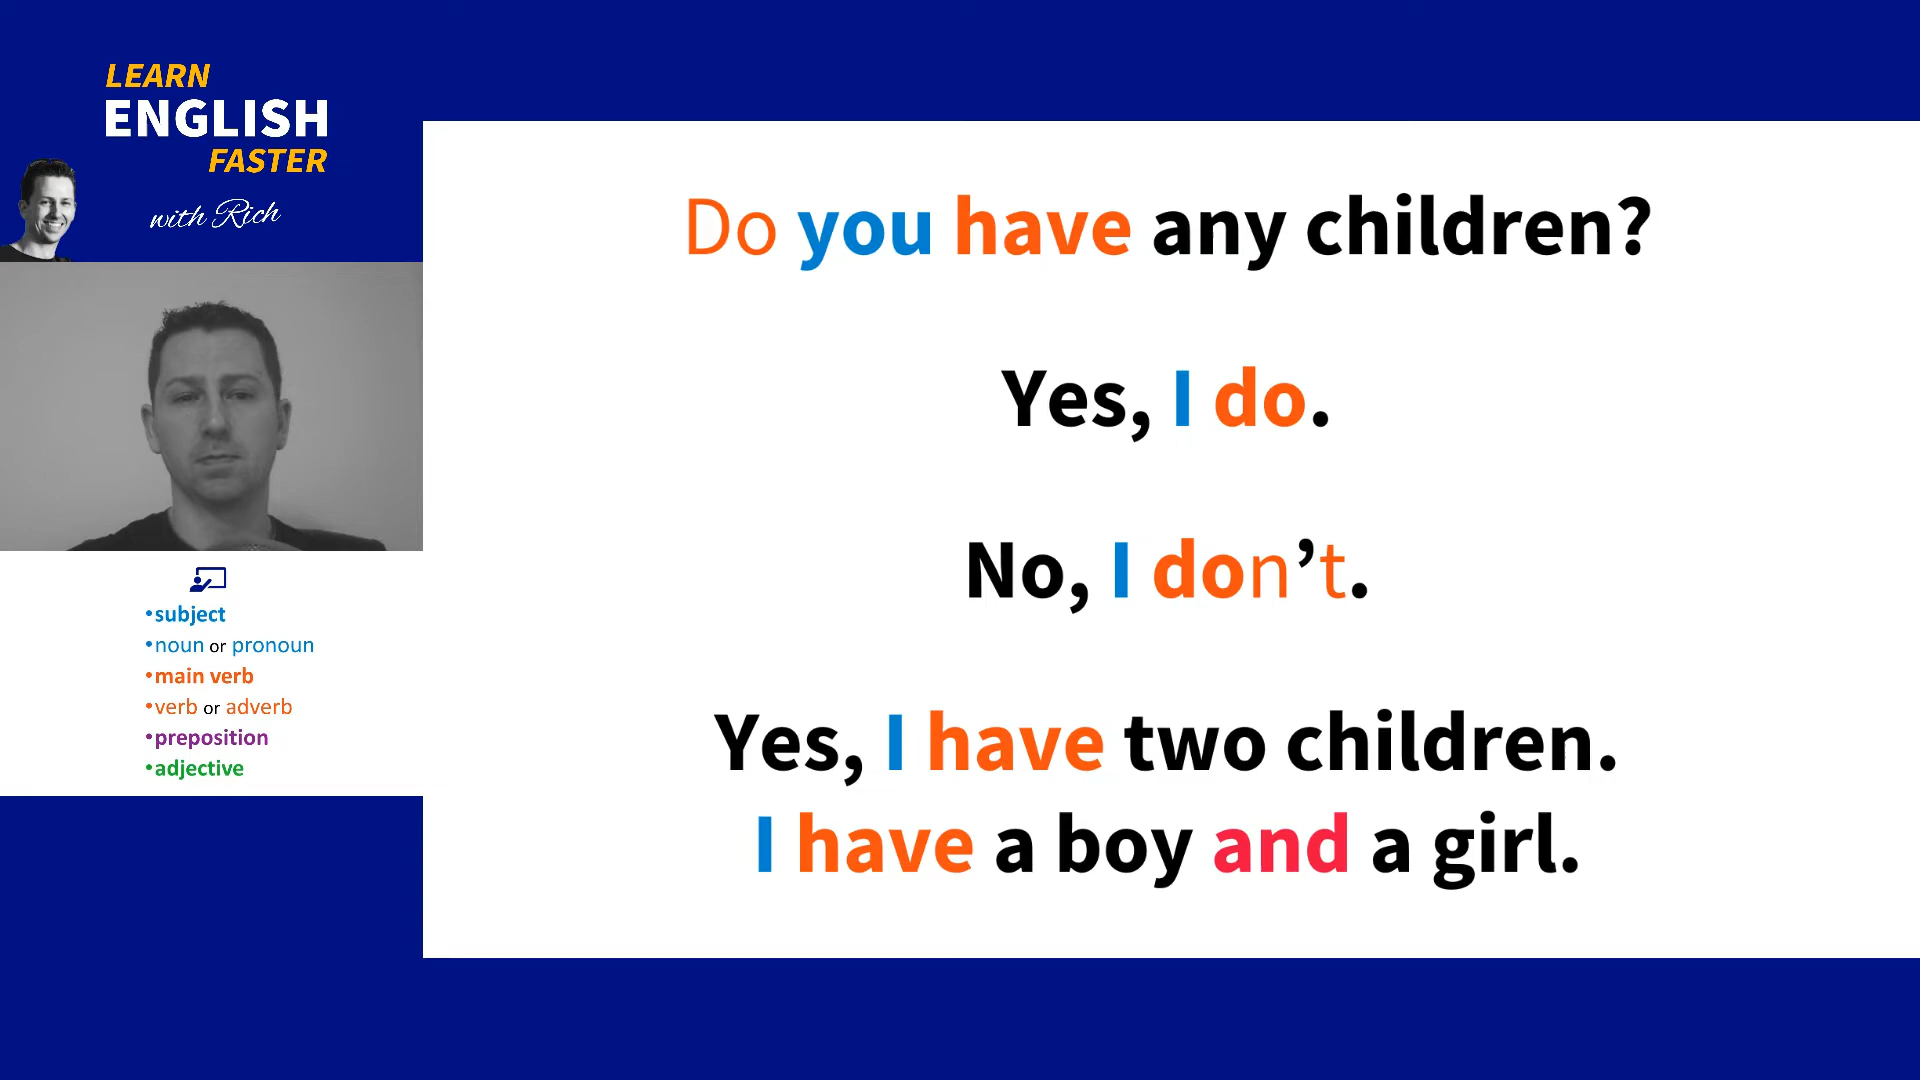 LEARN
ENGLISH
FASTER
with Rich
•subject
•noun or pronoun
•main verb
•verb or adverb
•preposition
•adjective
Do you have any children?
Yes, I do.
No, I don’t.
Yes, I have two children.
I have a boy and a girl.